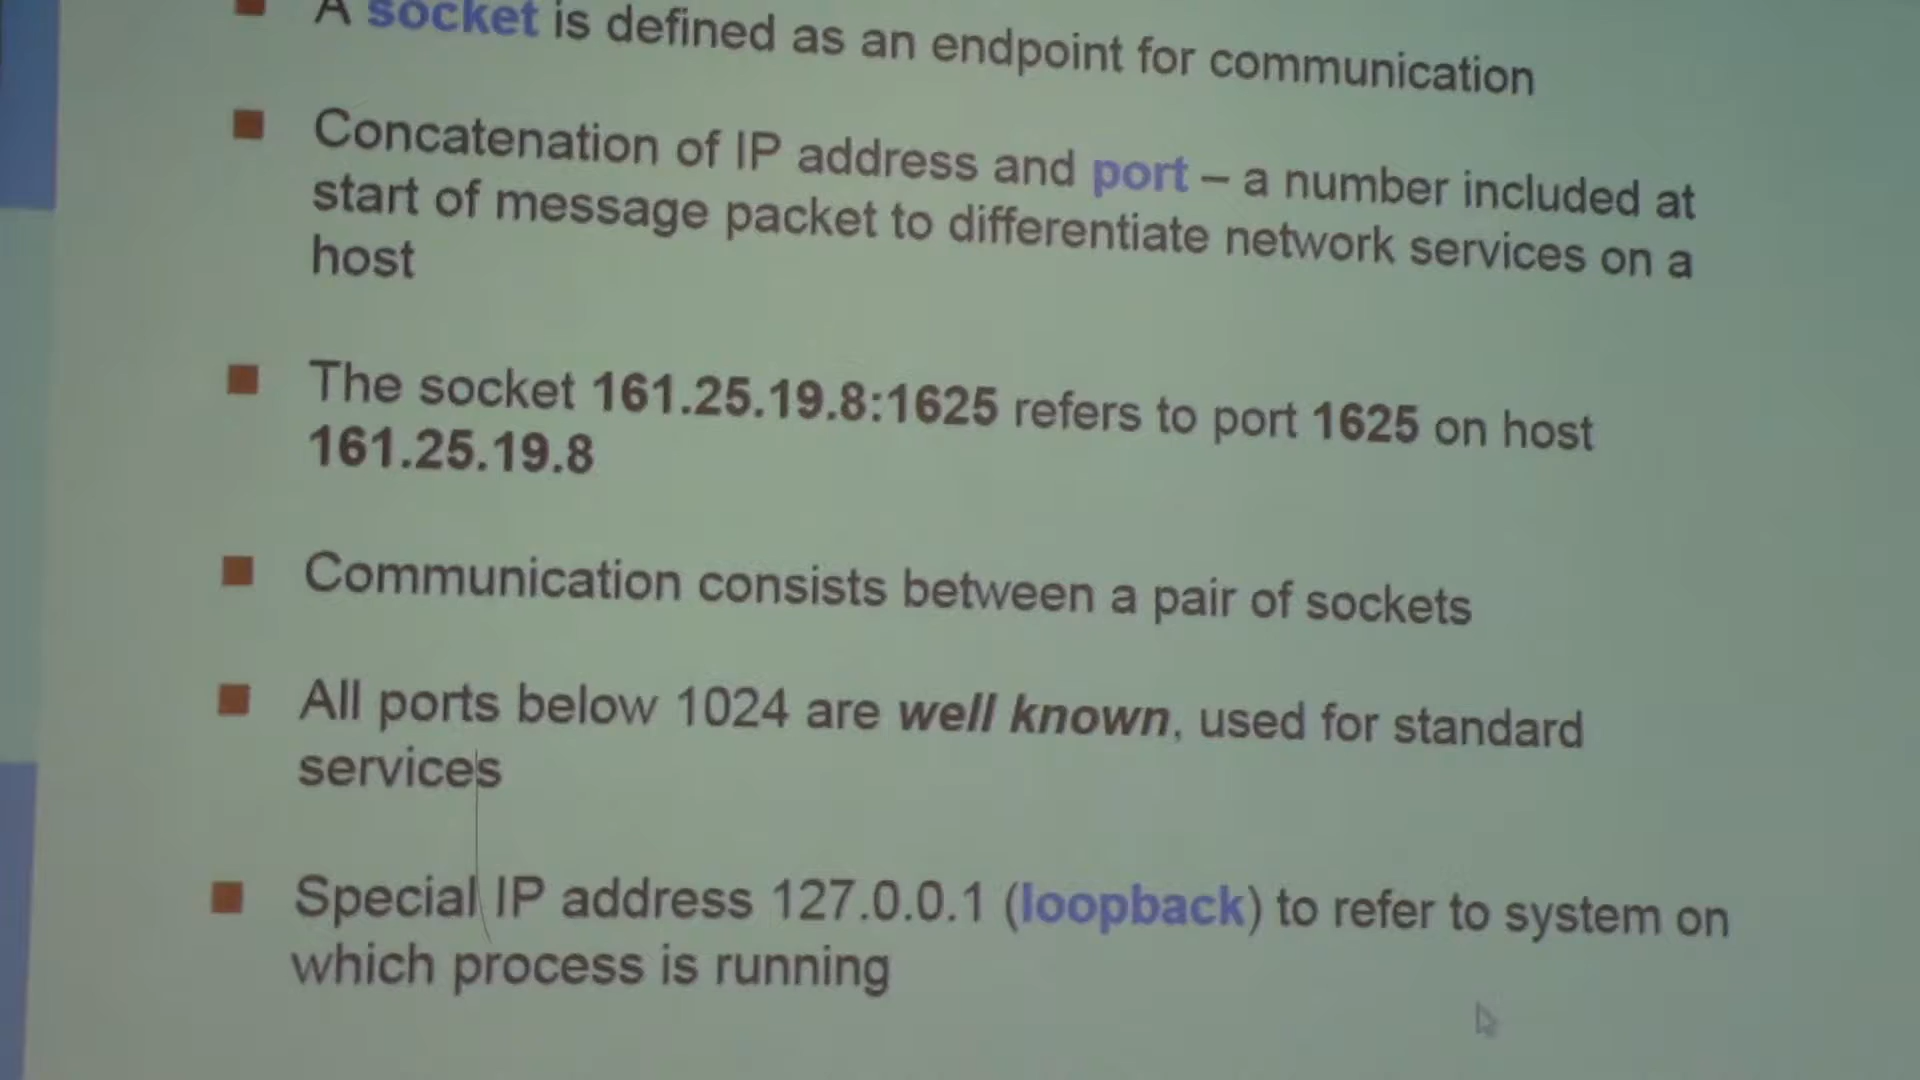 A socket is defined as an endpoint for communication
Concatenation of IP address and port – a number included at
start of message packet to differentiate network services on a
host
The socket 161.25.19.8:1625 refers to port 1625 on host
161.25.19.8
Communication consists between a pair of sockets
All ports below 1024 are well known, used for standard
services
Special IP address 127.0.0.1 (loopback) to refer to system on
which process is running